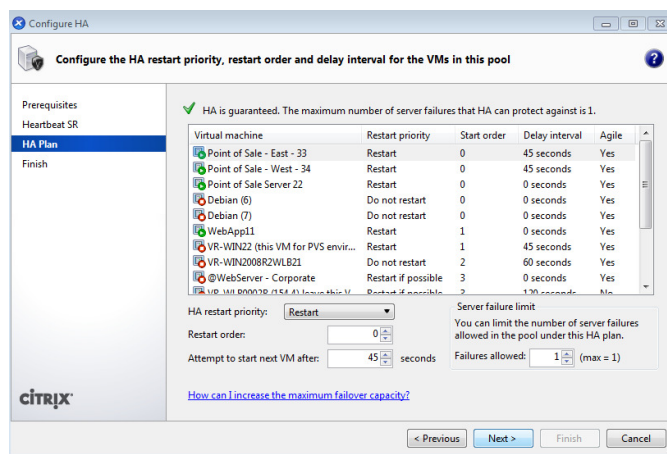 Configure HA
Configure the HA restart priority, restart order and delay interval for the VMs in this pool
Prerequisites
Heartbeat SR
HA Plan
Finish
HA is guaranteed. The maximum number of server failures that HA can protect against is 1.
Virtual machine Restart priority Start order Delay interval Agile
Point of Sale - East - 33 Restart 0 45 seconds Yes
Point of Sale - West - 34 Restart 0 45 seconds Yes
Point of Sale Server 22 Restart 0 0 seconds Yes
Debian (6) Do not restart 0 0 seconds Yes
Debian (7) Do not restart 0 0 seconds Yes
WebApp11 Restart 1 0 seconds Yes
VR-WIN22 (this VM for PVS envir... Restart 1 45 seconds Yes
VR-WIN2008R2WLB21 Do not restart 2 60 seconds Yes
@WebServer - Corporate Restart if possible 3 0 seconds Yes
Restart if possible 3 120 seconds No
HA restart priority: Restart
Restart order: 0
Attempt to start next VM after: 45 seconds
Server failure limit
You can limit the number of server failures
allowed in the pool under this HA plan.
Failures allowed: 1 (max = 1)
How can I increase the maximum failover capacity?
CITRIX
< Previous Next > Finish Cancel